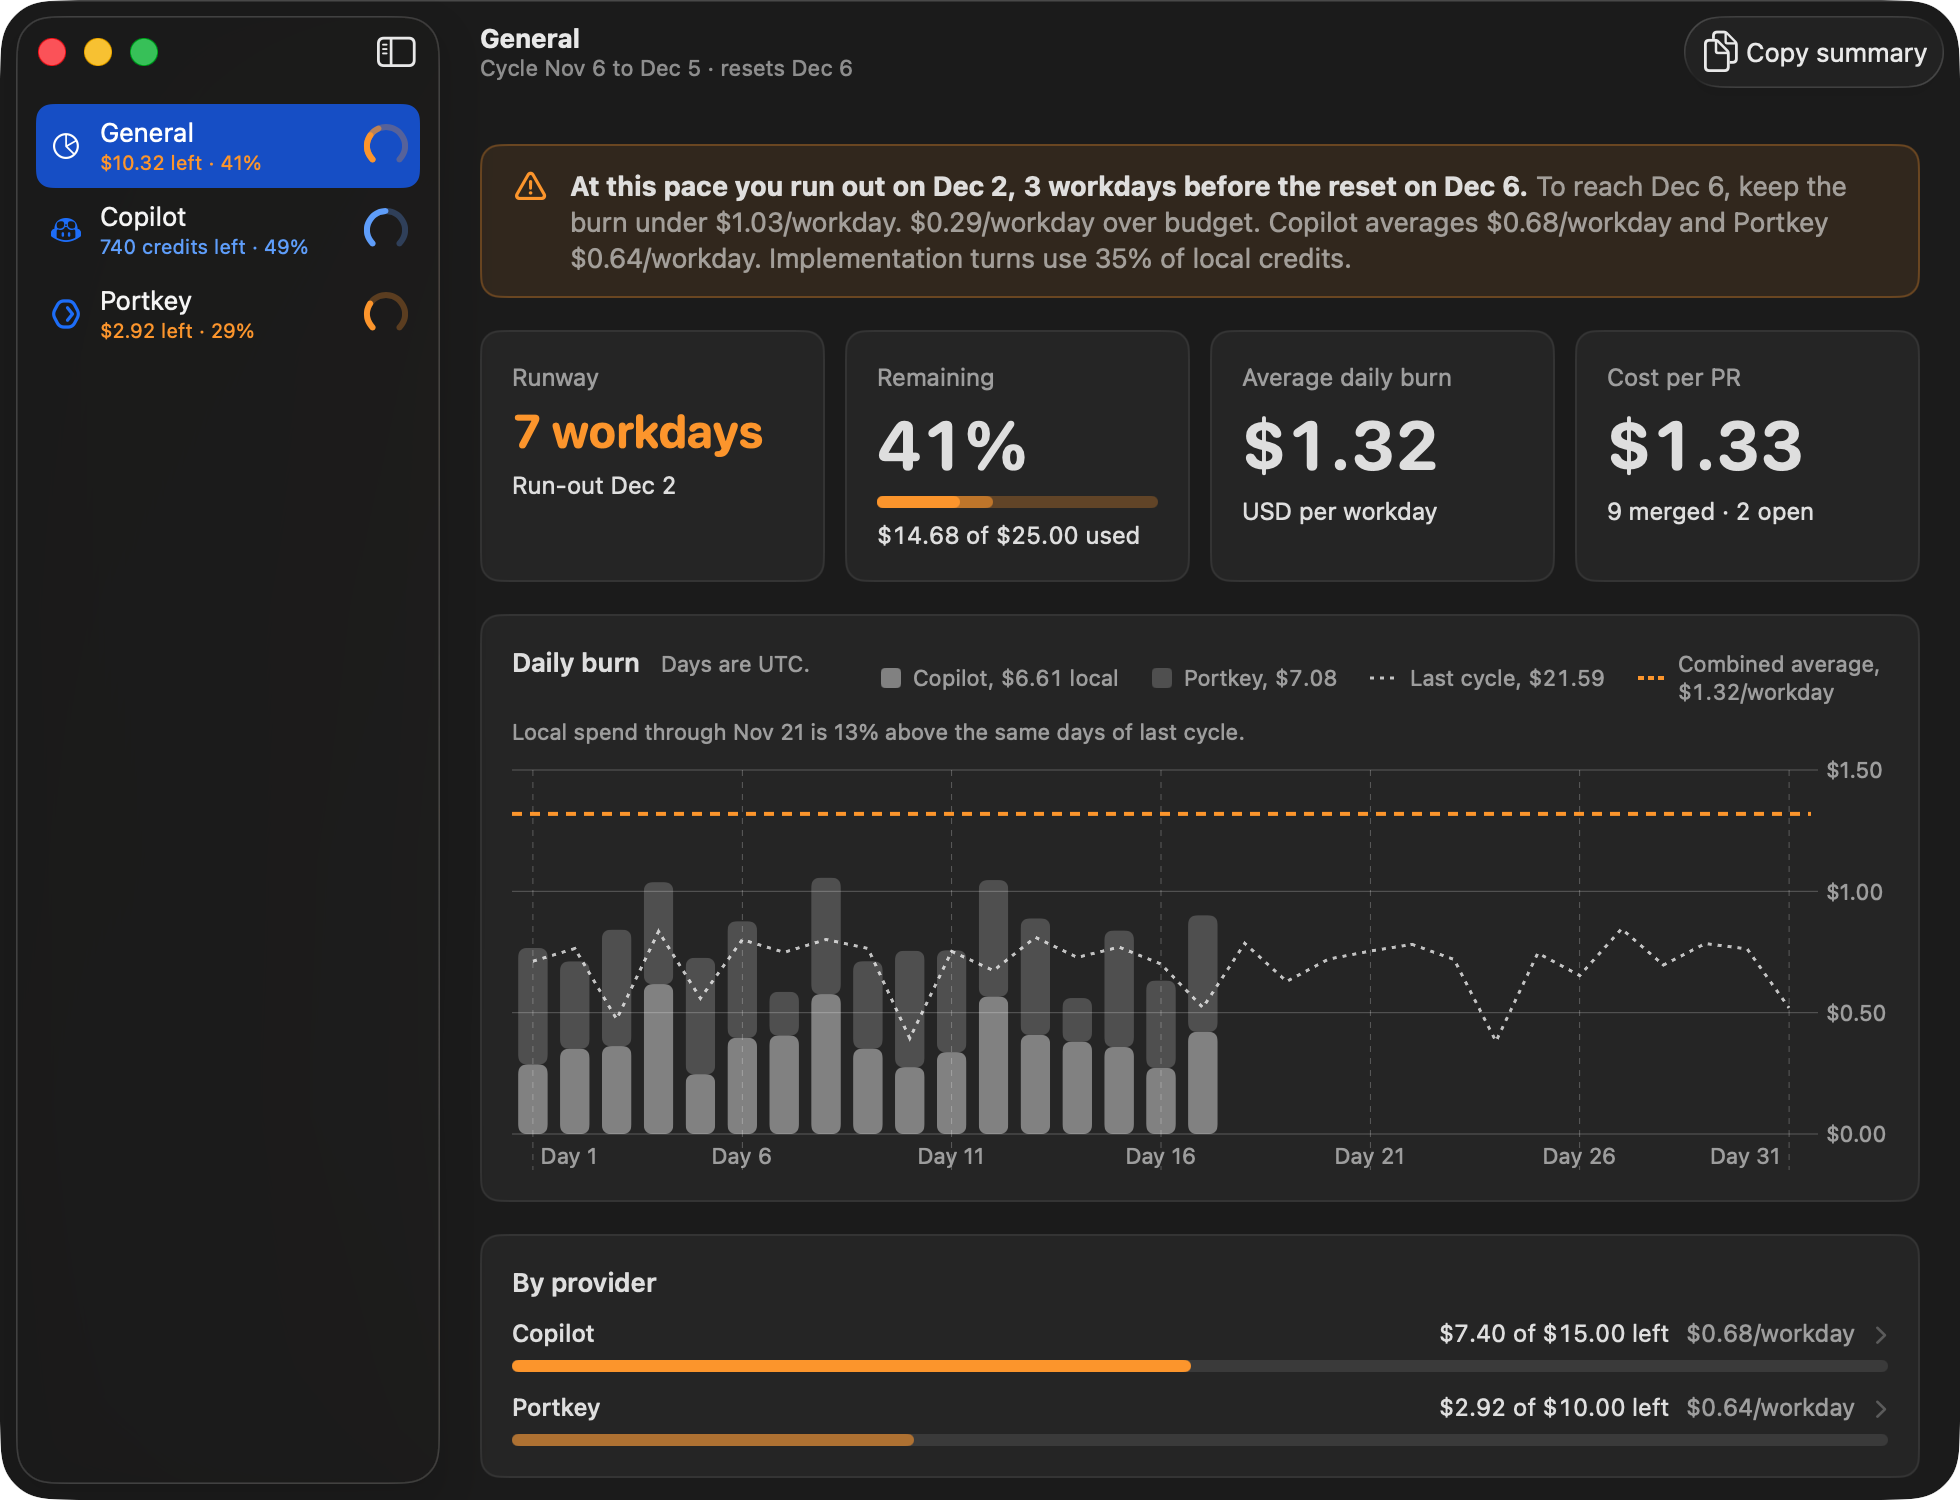 General
$10.32 left · 41%
Copilot
740 credits left · 49%
Portkey
$2.92 left · 29%
General
Cycle Nov 6 to Dec 5 · resets Dec 6
Copy summary
At this pace you run out on Dec 2, 3 workdays before the reset on Dec 6. To reach Dec 6, keep the
burn under $1.03/workday. $0.29/workday over budget. Copilot averages $0.68/workday and Portkey
$0.64/workday. Implementation turns use 35% of local credits.
Runway
7 workdays
Run-out Dec 2
Remaining
41%
$14.68 of $25.00 used
Average daily burn
$1.32
USD per workday
Cost per PR
$1.33
9 merged · 2 open
Daily burn Days are UTC.
Copilot, $6.61 local
Portkey, $7.08
Last cycle, $21.59
Combined average,
$1.32/workday
Local spend through Nov 21 is 13% above the same days of last cycle.
$1.50
$1.00
$0.50
$0.00
Day 1 Day 6 Day 11 Day 16 Day 21 Day 26 Day 31
By provider
Copilot $7.40 of $15.00 left $0.68/workday
Portkey $2.92 of $10.00 left $0.64/workday